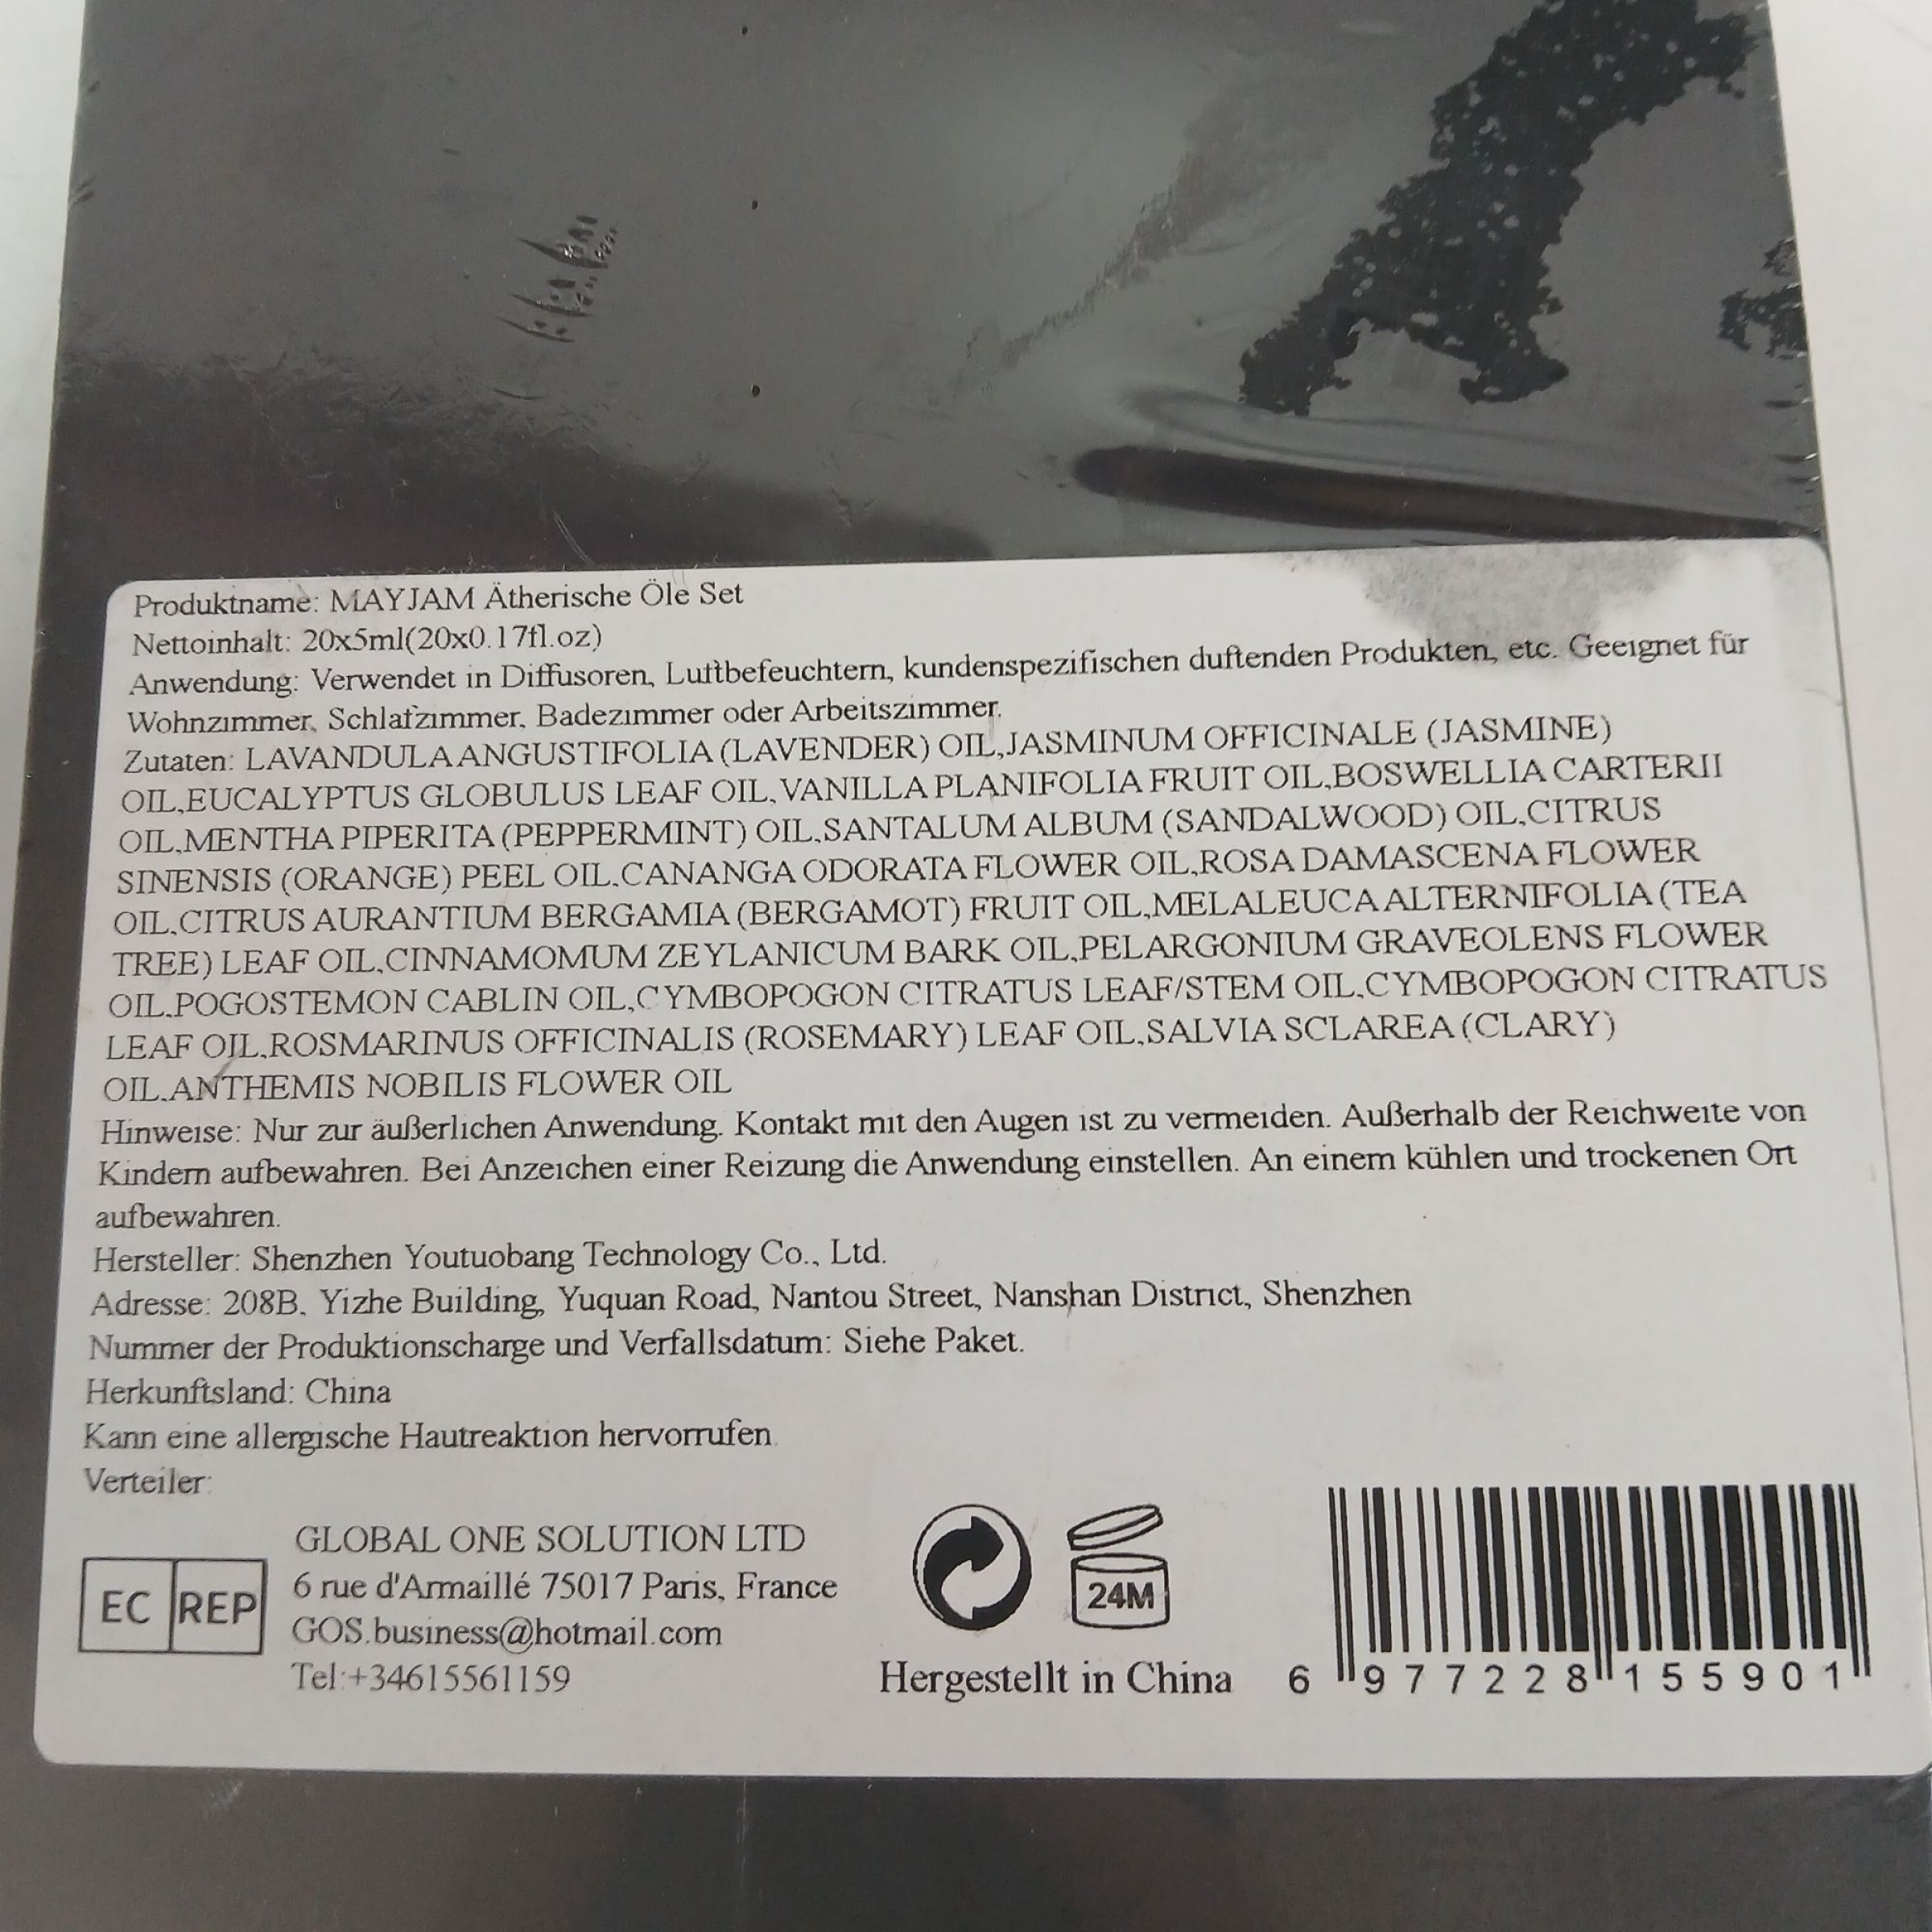 Produktname: MAYJAM Ätherische Öle Set
Nettoinhalt: 20x5ml(20x0.17fl.oz)
Anwendung: Verwendet in Diffusoren, Luftbefeuchtern, kundenspezifischen duftenden Produkten, etc. Geeignet für
Wohnzimmer, Schlafzimmer, Badezimmer oder Arbeitszimmer.
Zutaten: LAVANDULA ANGUSTIFOLIA (LAVENDER) OIL,JASMINUM OFFICINALE (JASMINE)
OIL,EUCALYPTUS GLOBULUS LEAF OIL,VANILLA PLANIFOLIA FRUIT OIL,BOSWELLIA CARTERII
OIL,MENTHA PIPERITA (PEPPERMINT) OIL,SANTALUM ALBUM (SANDALWOOD) OIL,CITRUS
SINENSIS (ORANGE) PEEL OIL,CANANGA ODORATA FLOWER OIL,ROSA DAMASCENA FLOWER
OIL,CITRUS AURANTIUM BERGAMIA (BERGAMOT) FRUIT OIL,MELALEUCA ALTERNIFOLIA (TEA
TREE) LEAF OIL,CINNAMOMUM ZEYLANICUM BARK OIL,PELARGONIUM GRAVEOLENS FLOWER
OIL,POGOSTEMON CABLIN OIL,CYMBOPOGON CITRATUS LEAF/STEM OIL,CYMBOPOGON CITRATUS
LEAF OIL,ROSMARINUS OFFICINALIS (ROSEMARY) LEAF OIL,SALVIA SCLAREA (CLARY)
OIL,ANTHEMIS NOBILIS FLOWER OIL
Hinweise: Nur zur äußerlichen Anwendung. Kontakt mit den Augen ist zu vermeiden. Außerhalb der Reichweite von
Kindern aufbewahren. Bei Anzeichen einer Reizung die Anwendung einstellen. An einem kühlen und trockenen Ort
aufbewahren.
Hersteller: Shenzhen Youtuobang Technology Co., Ltd.
Adresse: 208B, Yizhe Building, Yuquan Road, Nantou Street, Nanshan District, Shenzhen
Nummer der Produktionscharge und Verfallsdatum: Siehe Paket.
Herkunftsland: China
Kann eine allergische Hautreaktion hervorrufen.
Verteiler:
EC REP
GLOBAL ONE SOLUTION LTD
6 rue d'Armaillé 75017 Paris, France
GOS.business@hotmail.com
Tel:+34615561159
24M
Hergestellt in China
6 977228 155901